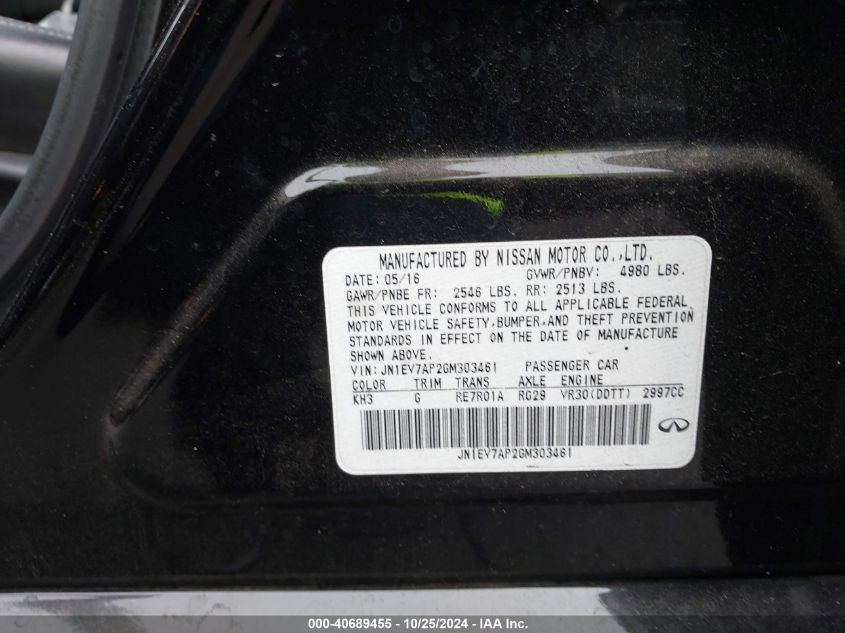 MANUFACTURED BY NISSAN MOTOR CO.,LTD.
DATE: 05/16 GVWR/PNBV: 4980 LBS.
GAWR/PNBE FR: 2546 LBS. RR: 2513 LBS.
THIS VEHICLE CONFORMS TO ALL APPLICABLE FEDERAL
MOTOR VEHICLE SAFETY,BUMPER,AND THEFT PREVENTION
STANDARDS IN EFFECT ON THE DATE OF MANUFACTURE
SHOWN ABOVE.
VIN: JN1EV7AP2GM303461 PASSENGER CAR
COLOR TRIM TRANS AXLE ENGINE
KH3 G RE7R01A RG29 VR30(DDTT) 2997CC
JN1EV7AP2GM303461
000-40689455 - 10/25/2024 - IAA Inc.